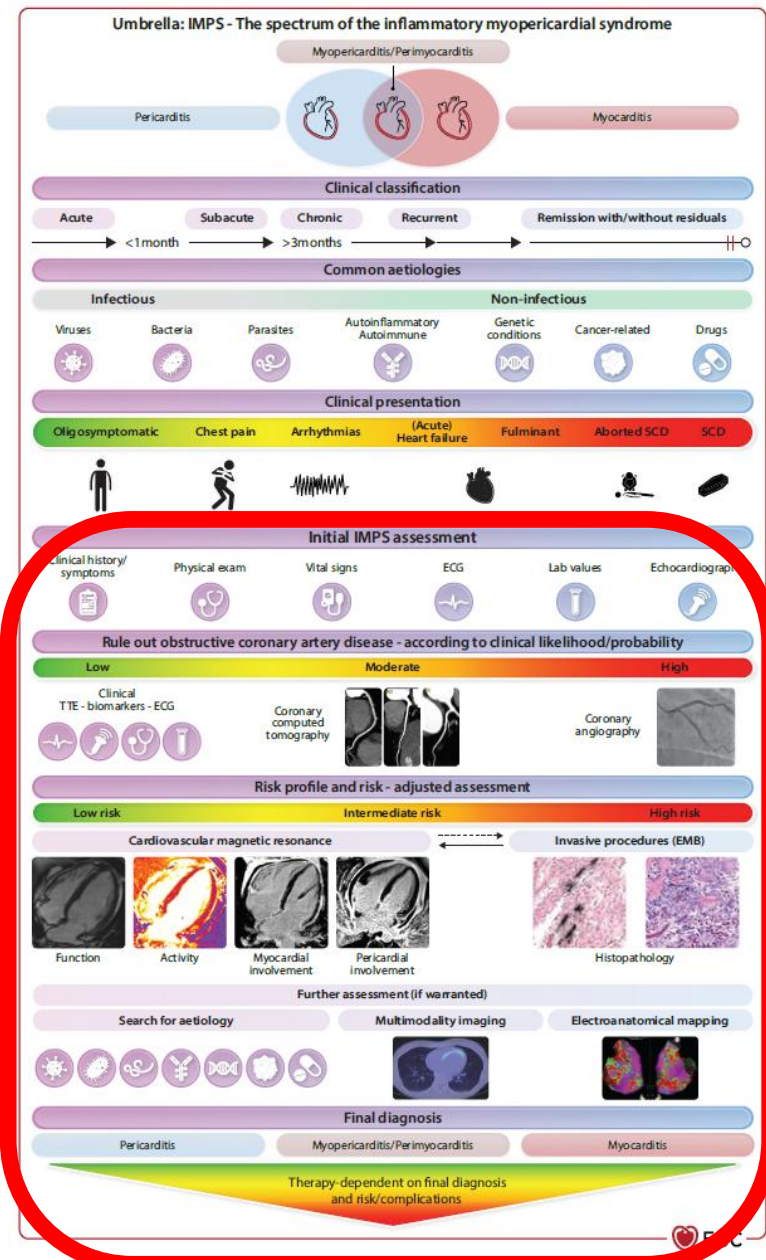 Umbrella: IMPS - The spectrum of the inflammatory myopericardial syndrome
Myopericarditis/Perimyocarditis
Pericarditis
Myocarditis
Clinical classification
Acute
Subacute
Chronic
Recurrent
Remission with/without residuals
<1month
>3months
Common aetiologies
Infectious
Non-infectious
Viruses
Bacteria
Parasites
Autoinflammatory
Autoimmune
Genetic
conditions
Cancer-related
Drugs
Clinical presentation
Oligosymptomatic
Chest pain
Arrhythmias
(Acute)
Heart failure
Fulminant
Aborted SCD
SCD
Initial IMPS assessment
Clinical history/
symptoms
Physical exam
Vital signs
ECG
Lab values
Rule out obstructive coronary artery disease - according to clinical likelihood/probability
Low
Moderate
High
Clinical
TTE - biomarkers - ECG
Coronary
computed
tomography
Coronary
angiography
Risk profile and risk - adjusted assessment
Low risk
Intermediate risk
High risk
Cardiovascular magnetic resonance
Invasive procedures (EMB)
Function
Activity
Myocardial
involvement
Pericardial
involvement
Histopathology
Further assessment (if warranted)
Search for aetiology
Multimodality imaging
Electroanatomical mapping
Final diagnosis
Pericarditis
Myopericarditis/Perimyocarditis
Myocarditis
Therapy-dependent on final diagnosis
and risk/complications